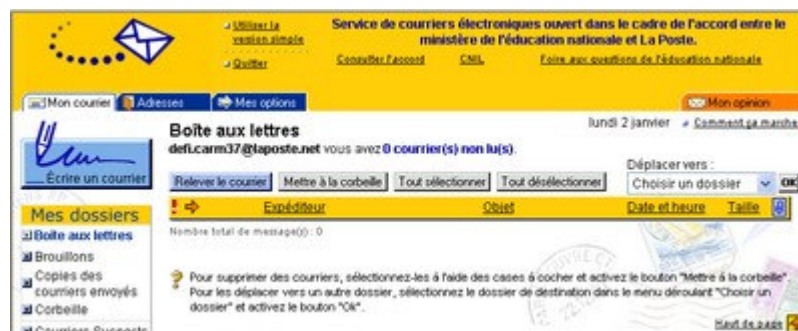 Utiliser la version simple
Quitter
Service de courriers électroniques ouvert dans le cadre de l'accord entre le
ministère de l'éducation nationale et La Poste.
Consulter l'accord CNIL Foire aux questions de l'éducation nationale
Mon courrier Adresses Mes options Mon opinion
Boîte aux lettres
lundi 2 janvier Comment ça marche
defi.carm37@laposte.net vous avez 0 courrier(s) non lu(s).
Déplacer vers :
Écrire un courrier
Relever le courrier Mettre à la corbeille Tout sélectionner Tout désélectionner Choisir un dossier OK
Mes dossiers
Expéditeur Objet Date et heure Taille
Nombre total de message(s) : 0
Boîte aux lettres
Brouillons
Copies des
courriers envoyés
Corbeille
Courriers Suspects
Pour supprimer des courriers, sélectionnez-les à l'aide des cases à cocher et activez le bouton "Mettre à la corbeille".
Pour les déplacer vers un autre dossier, sélectionnez le dossier de destination dans le menu déroulant "Choisir un
dossier" et activez le bouton "Ok".
Haut de page